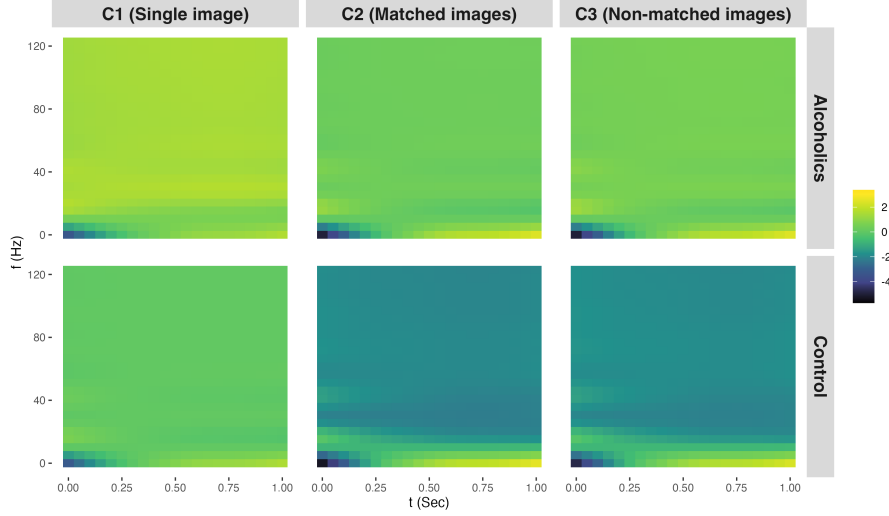 C1 (Single image) C2 (Matched images) C3 (Non-matched images)
120
80
40
0
Alcoholics
120
80
40
0
Control
f (Hz)
0.00 0.25 0.50 0.75 1.00 0.00 0.25 0.50 0.75 1.00 0.00 0.25 0.50 0.75 1.00
t (Sec)
2
0
-2
-4